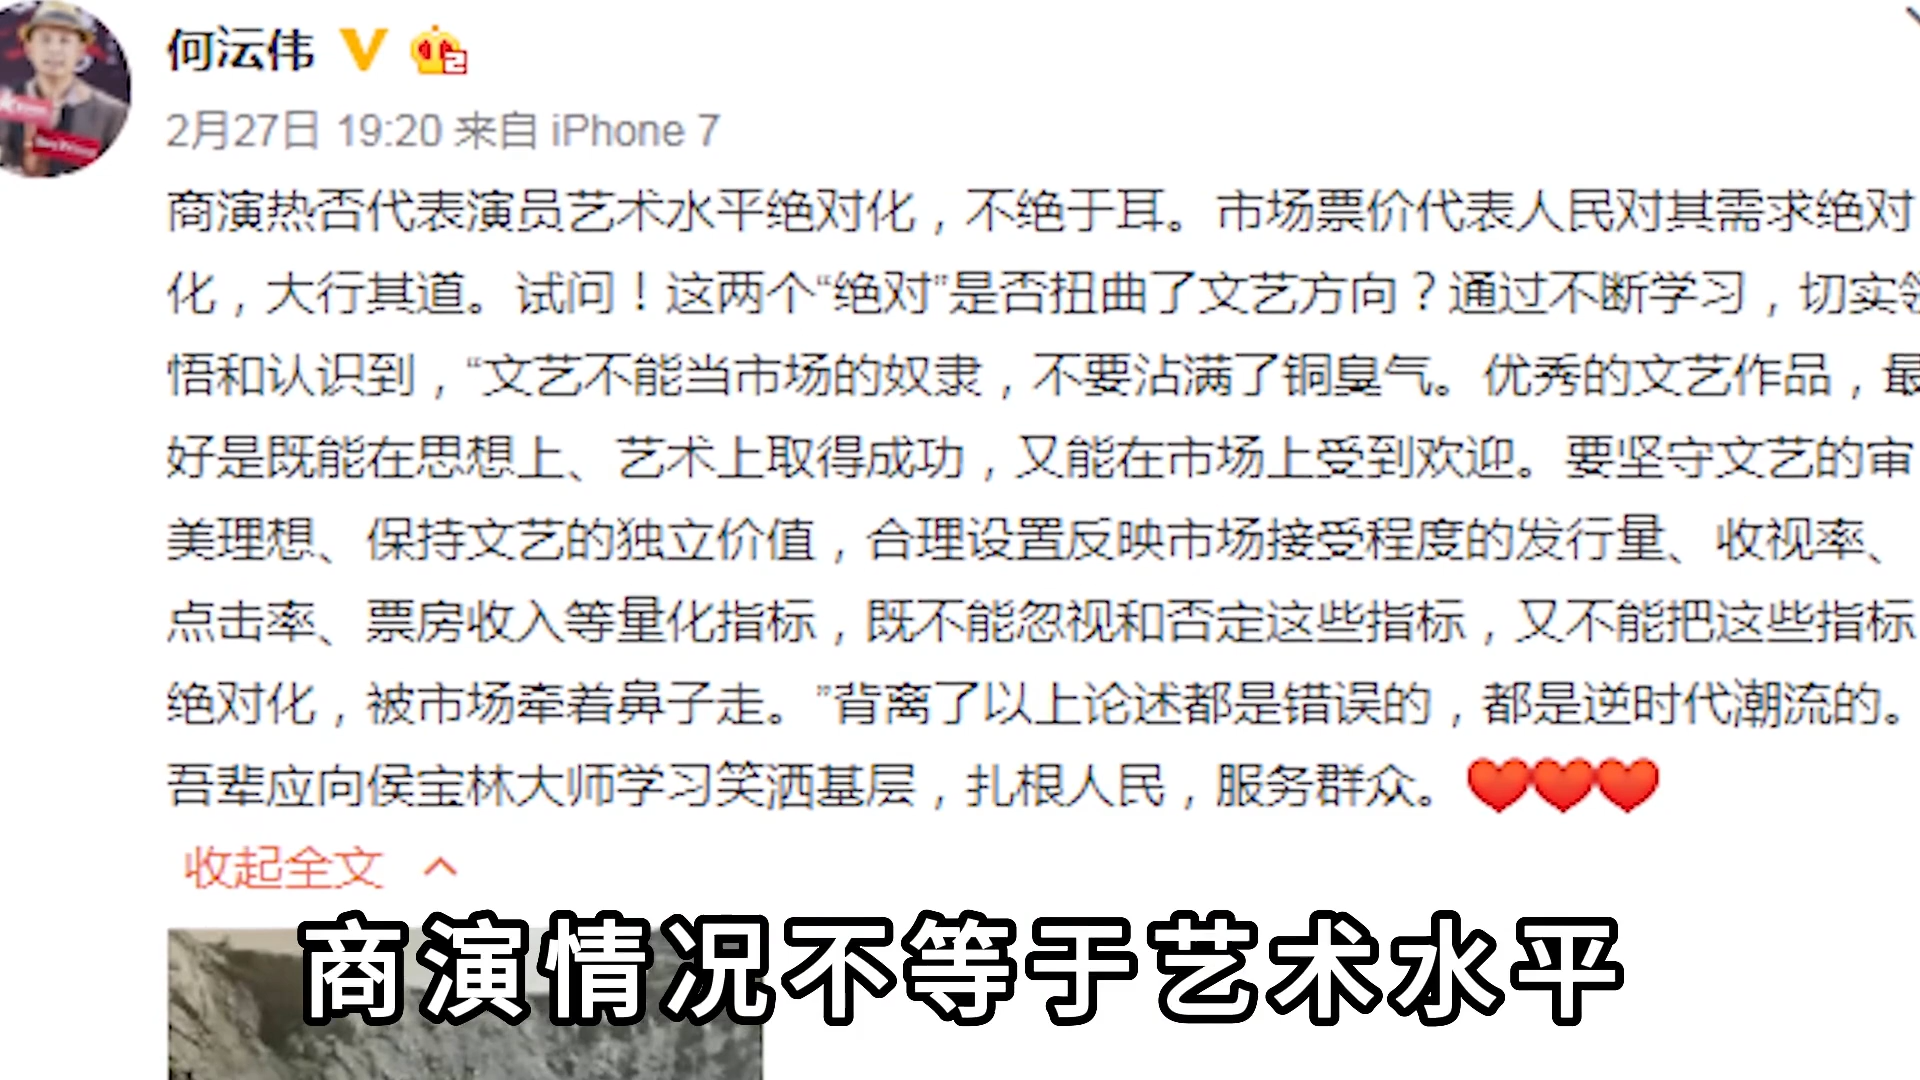 何沄伟
2月27日 19:20 来自 iPhone 7
商演热否代表演员艺术水平绝对化，不绝于耳。市场票价代表人民对其需求绝对
化，大行其道。试问！这两个“绝对”是否扭曲了文艺方向？通过不断学习，切实领
悟和认识到，“文艺不能当市场的奴隶，不要沾满了铜臭气。优秀的文艺作品，最
好是既能在思想上、艺术上取得成功，又能在市场上受到欢迎。要坚守文艺的审
美理想、保持文艺的独立价值，合理设置反映市场接受程度的发行量、收视率、
点击率、票房收入等量化指标，既不能忽视和否定这些指标，又不能把这些指标
绝对化，被市场牵着鼻子走。”背离了以上论述都是错误的，都是逆时代潮流的。
吾辈应向侯宝林大师学习笑洒基层，扎根人民，服务群众。
收起全文
商演情况不等于艺术水平